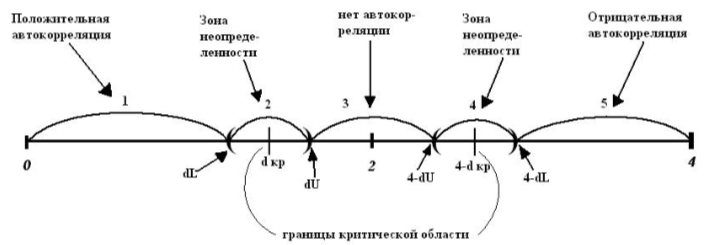 Положительная
автокорреляция
Зона
неопреде-
ленности
нет автокор-
реляции
Зона
неопреде-
ленности
Отрицательная
автокорреляция
1
2
3
4
5
0
dL
d кр
dU
2
4-dU
4-d кр
4-dL
4
границы критической области